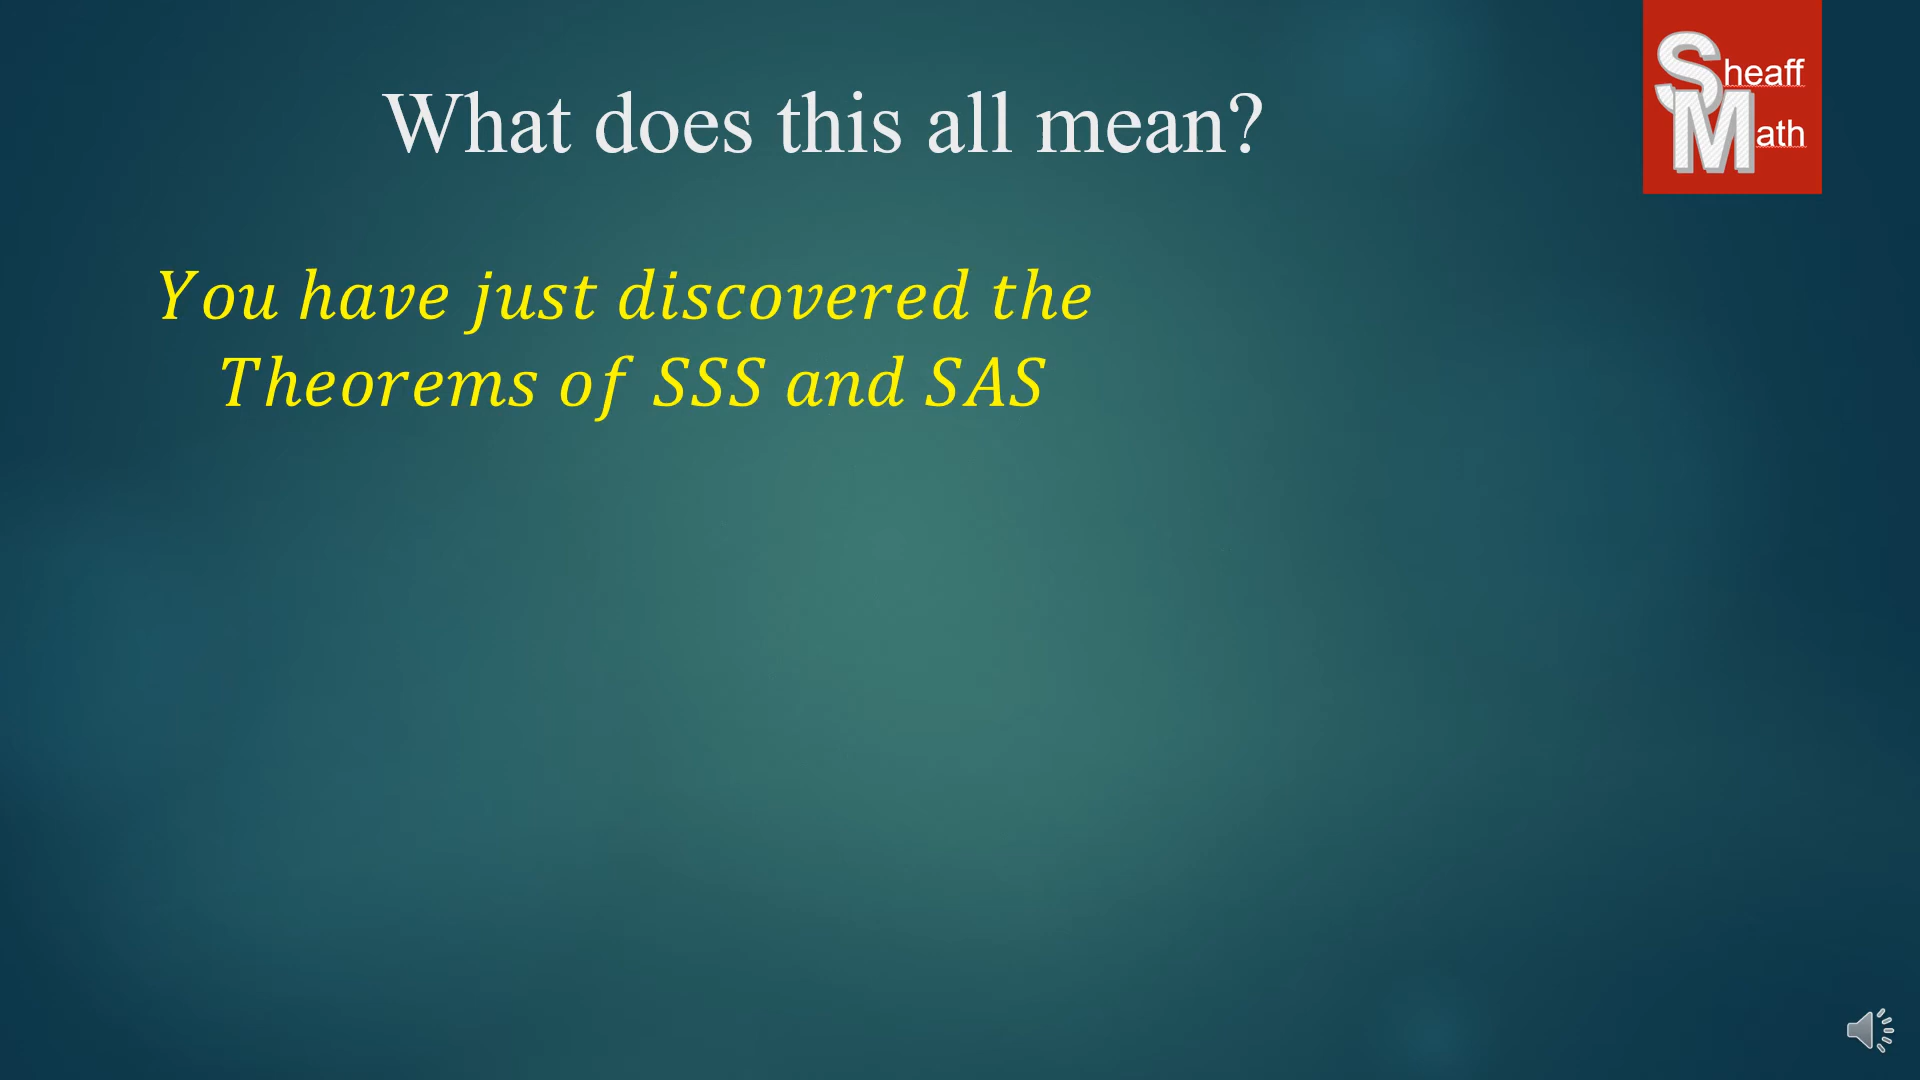 What does this all mean?
Sheaff
Math
You have just discovered the
Theorems of SSS and SAS